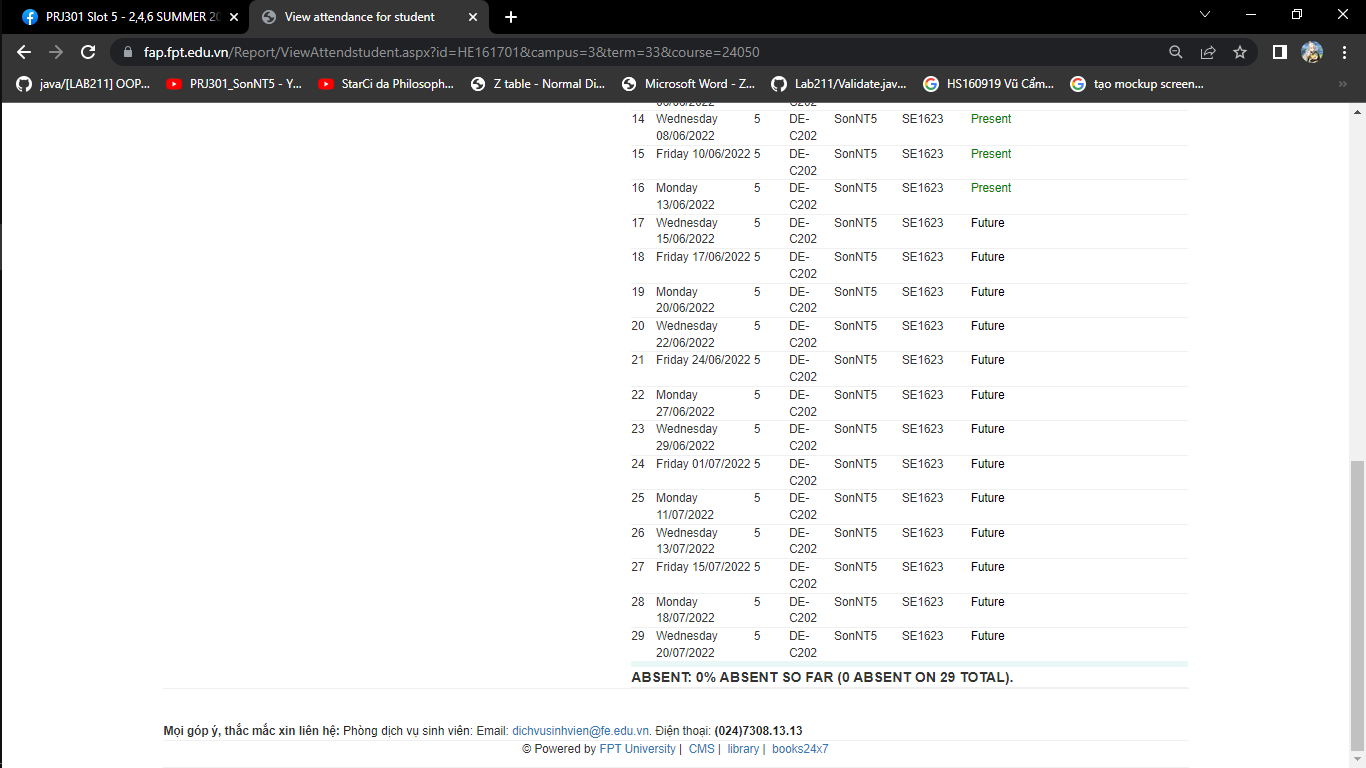 PRJ301 Slot 5 - 2,4,6 SUMMER 20
View attendance for student
fap.fpt.edu.vn/Report/ViewAttendstudent.aspx?id=HE161701&campus=3&term=33&course=24050
java/[LAB211] OOP... PRJ301_SonNT5 - Y... StarCi da Philosoph... Z table - Normal Di... Microsoft Word - Z... Lab211/Validate.jav... HS160919 Vũ Cẩm... tạo mockup screen... »
06/06/2022 C202
14 Wednesday 5 DE- SonNT5 SE1623 Present
08/06/2022 C202
15 Friday 10/06/2022 5 DE- SonNT5 SE1623 Present
C202
16 Monday 5 DE- SonNT5 SE1623 Present
13/06/2022 C202
17 Wednesday 5 DE- SonNT5 SE1623 Future
15/06/2022 C202
18 Friday 17/06/2022 5 DE- SonNT5 SE1623 Future
C202
19 Monday 5 DE- SonNT5 SE1623 Future
20/06/2022 C202
20 Wednesday 5 DE- SonNT5 SE1623 Future
22/06/2022 C202
21 Friday 24/06/2022 5 DE- SonNT5 SE1623 Future
C202
22 Monday 5 DE- SonNT5 SE1623 Future
27/06/2022 C202
23 Wednesday 5 DE- SonNT5 SE1623 Future
29/06/2022 C202
24 Friday 01/07/2022 5 DE- SonNT5 SE1623 Future
C202
25 Monday 5 DE- SonNT5 SE1623 Future
11/07/2022 C202
26 Wednesday 5 DE- SonNT5 SE1623 Future
13/07/2022 C202
27 Friday 15/07/2022 5 DE- SonNT5 SE1623 Future
C202
28 Monday 5 DE- SonNT5 SE1623 Future
18/07/2022 C202
29 Wednesday 5 DE- SonNT5 SE1623 Future
20/07/2022 C202
ABSENT: 0% ABSENT SO FAR (0 ABSENT ON 29 TOTAL).
Mọi góp ý, thắc mắc xin liên hệ: Phòng dịch vụ sinh viên: Email: dichvusinhvien@fe.edu.vn. Điện thoại: (024)7308.13.13
© Powered by FPT University | CMS | library | books24x7